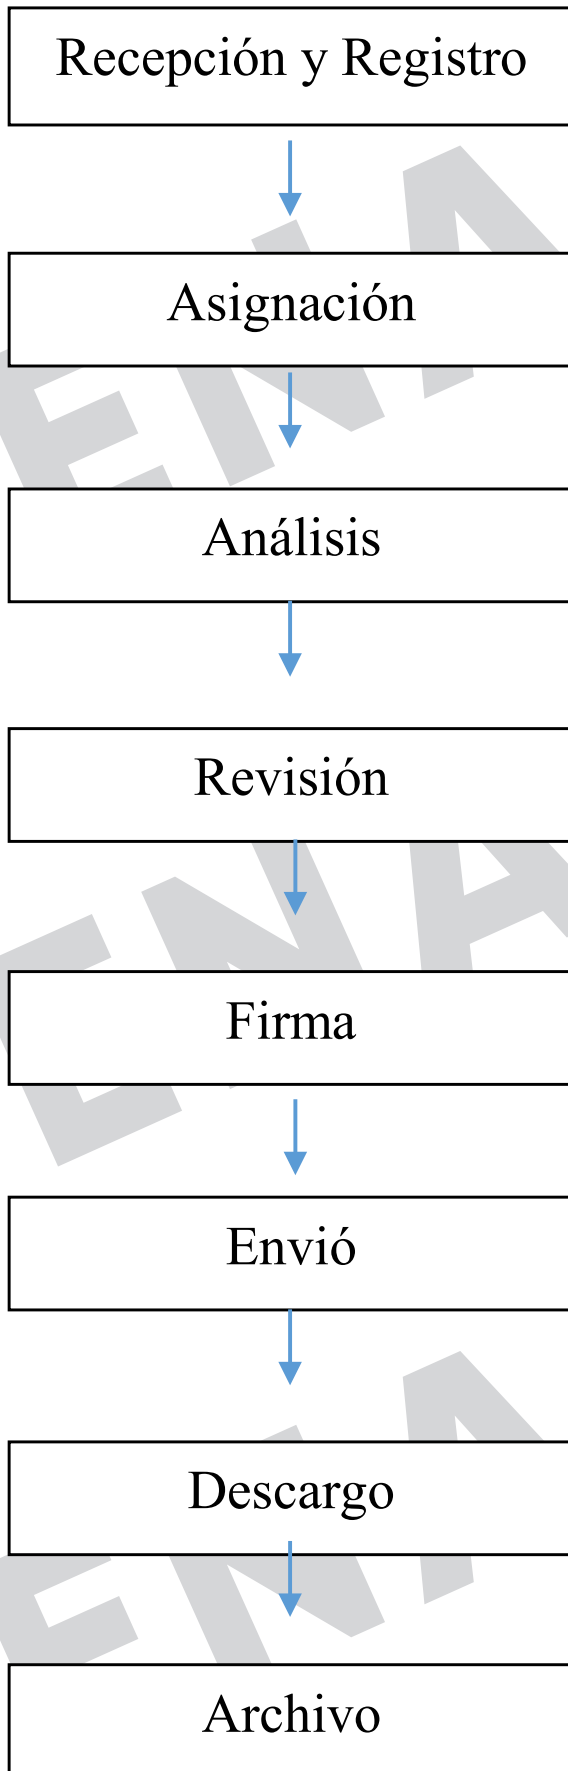 Recepción y Registro
Asignación
Análisis
Revisión
Firma
Envió
Descargo
Archivo